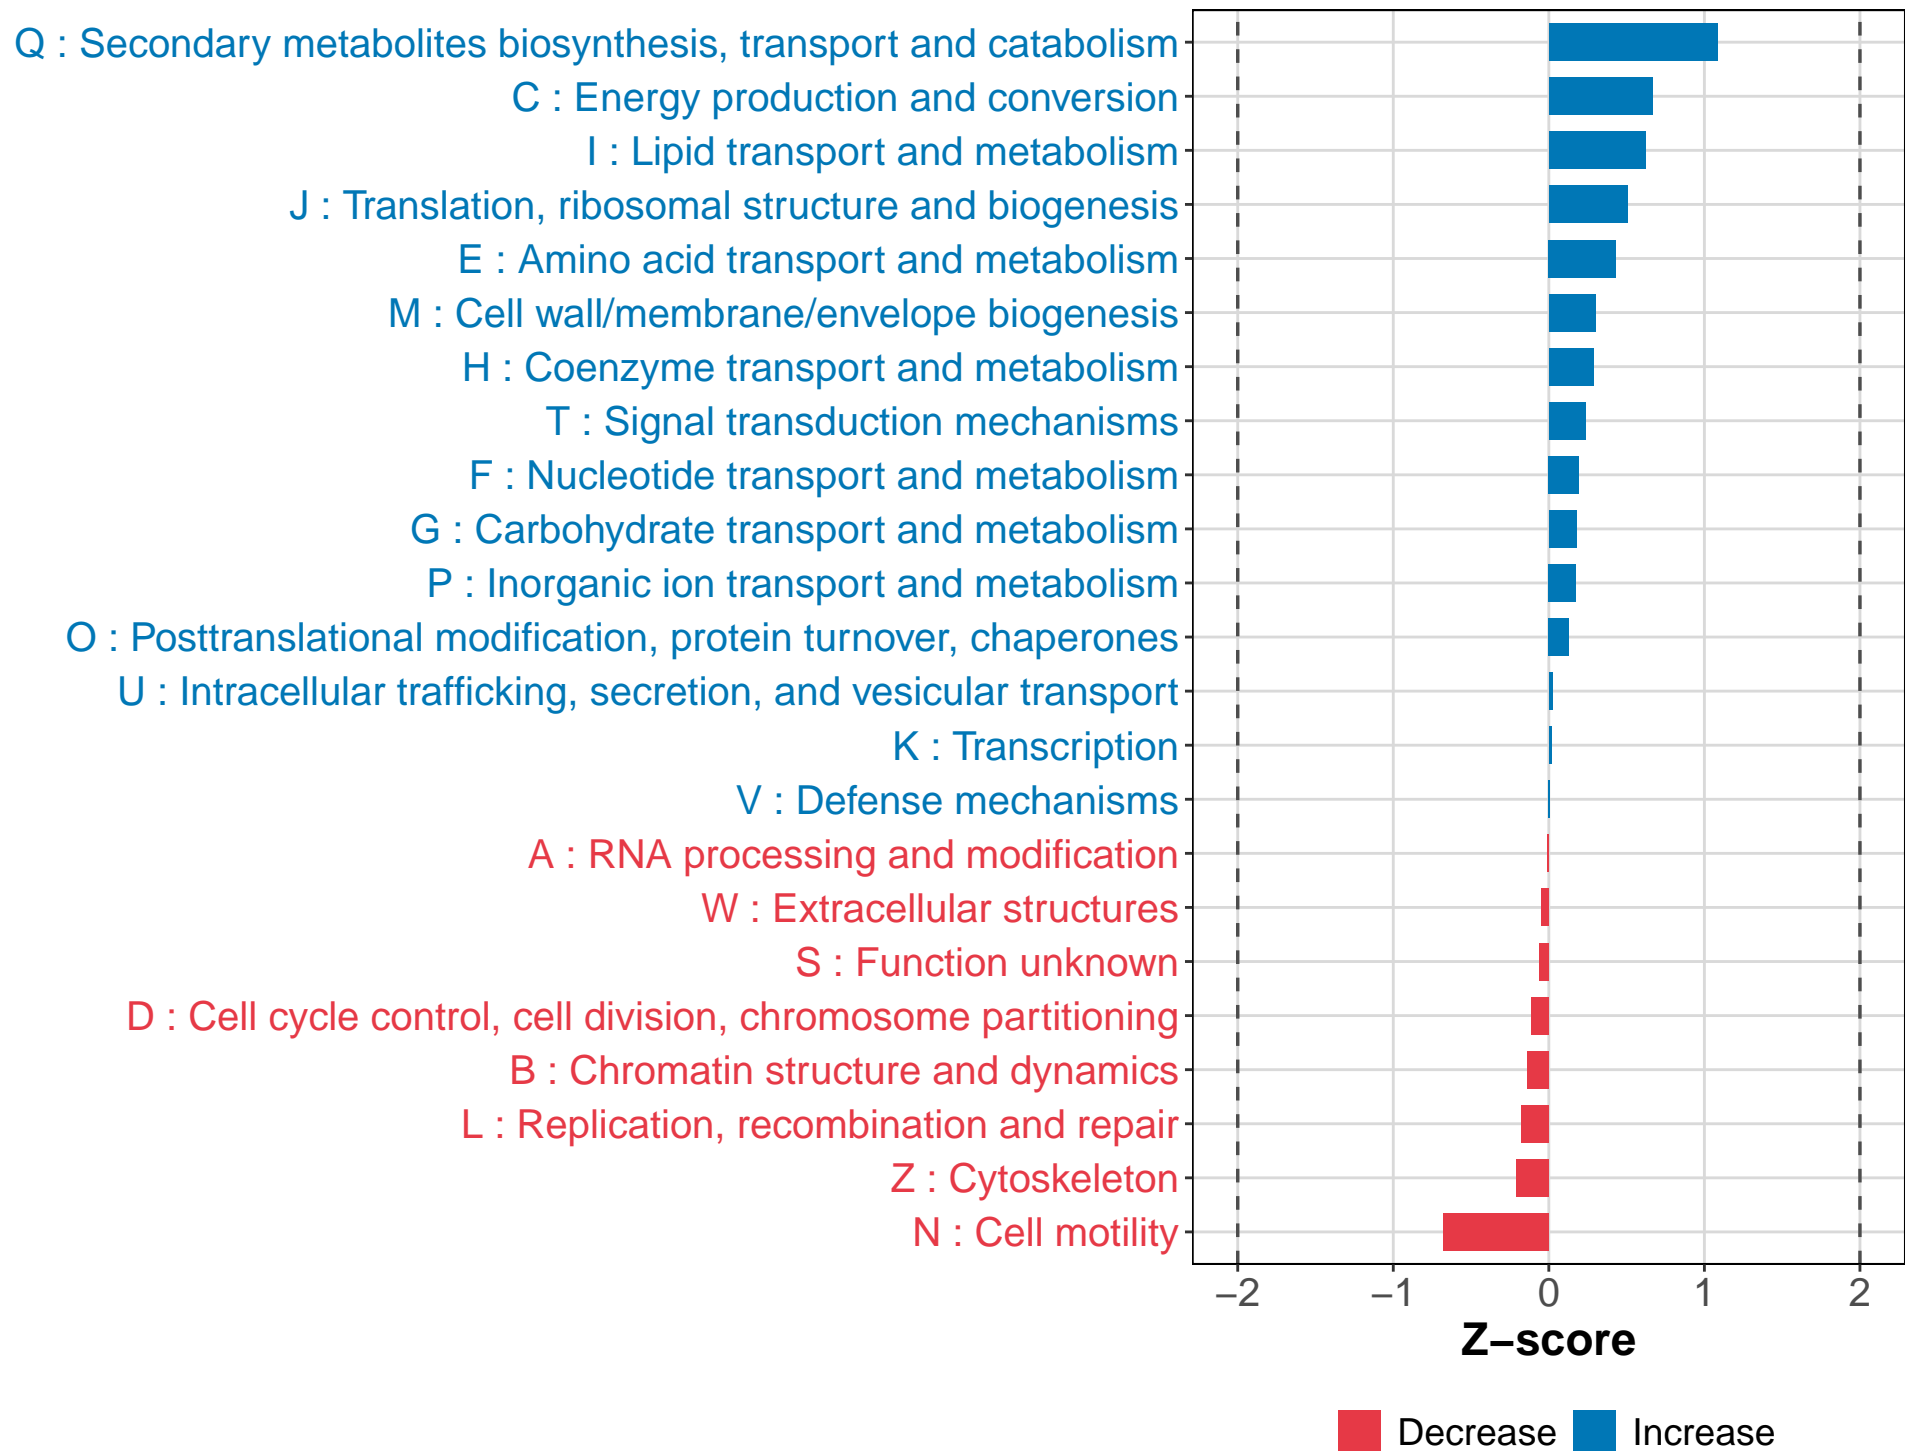 Q : Secondary metabolites biosynthesis, transport and catabolism
C : Energy production and conversion
I : Lipid transport and metabolism
J : Translation, ribosomal structure and biogenesis
E : Amino acid transport and metabolism
M : Cell wall/membrane/envelope biogenesis
H : Coenzyme transport and metabolism
T : Signal transduction mechanisms
F : Nucleotide transport and metabolism
G : Carbohydrate transport and metabolism
P : Inorganic ion transport and metabolism
O : Posttranslational modification, protein turnover, chaperones
U : Intracellular trafficking, secretion, and vesicular transport
K : Transcription
V : Defense mechanisms
A : RNA processing and modification
W : Extracellular structures
S : Function unknown
D : Cell cycle control, cell division, chromosome partitioning
B : Chromatin structure and dynamics
L : Replication, recombination and repair
Z : Cytoskeleton
N : Cell motility
−2 −1 0 1 2
Z−score
Decrease Increase